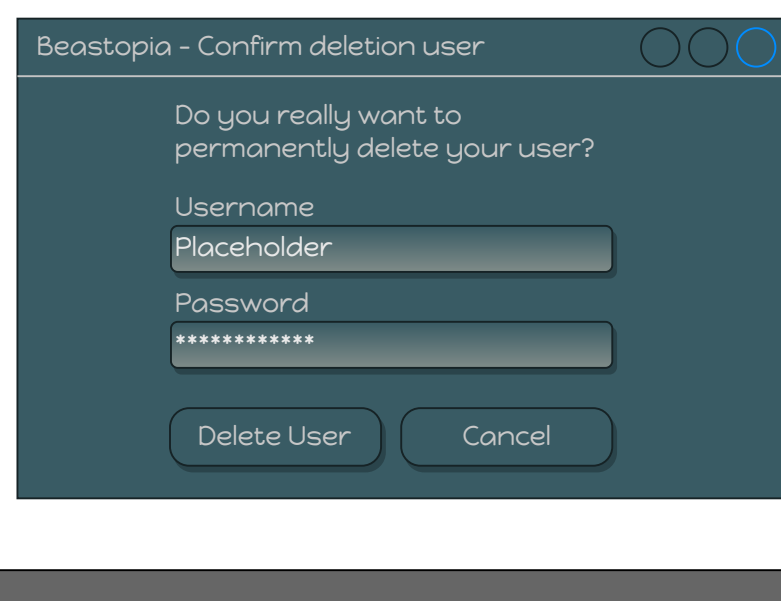 Beastopia - Confirm deletion user
Do you really want to
permanently delete your user?
Username
Placeholder
Password
************
Delete User
Cancel